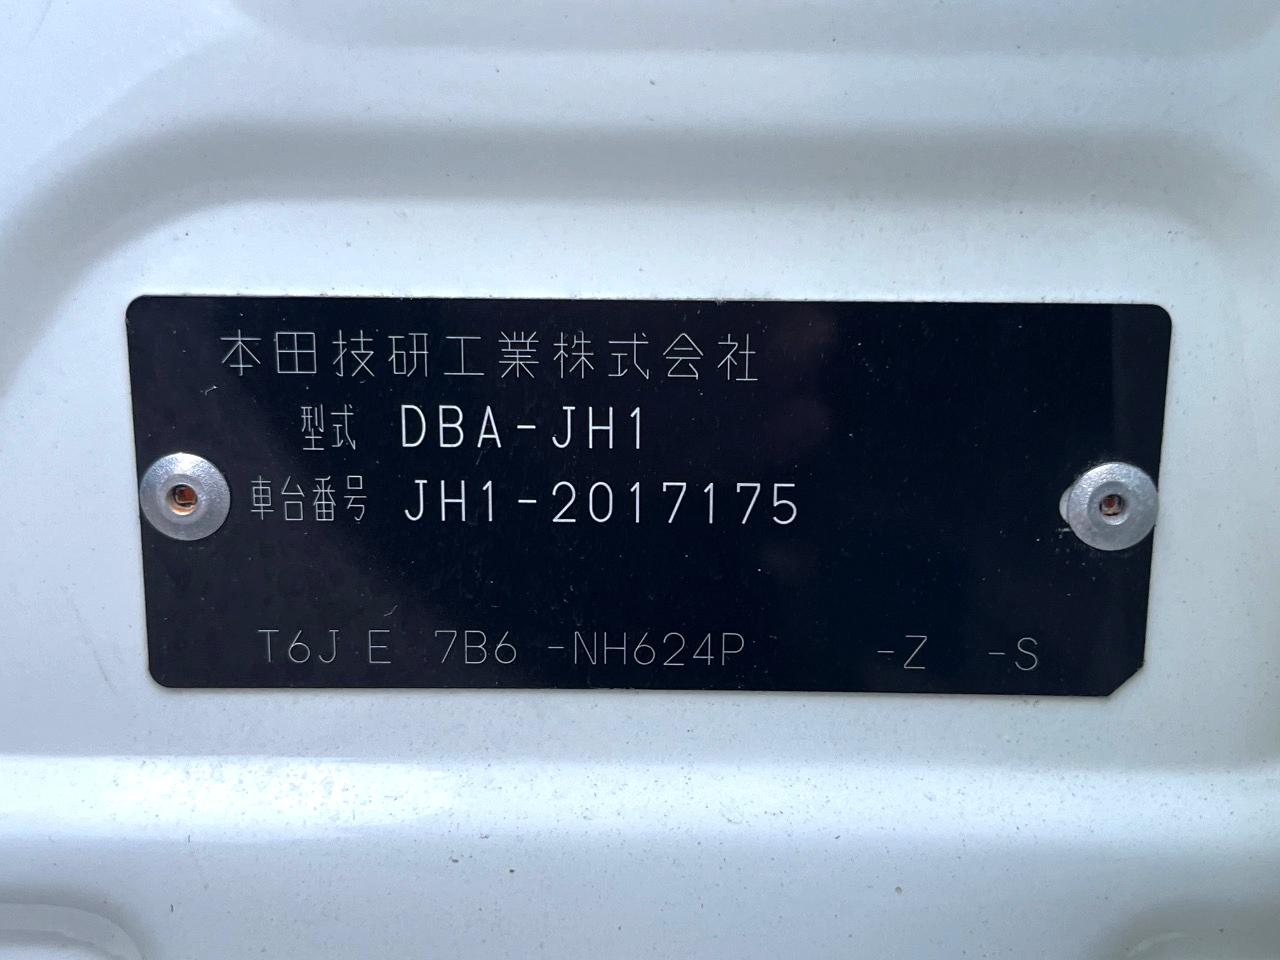 本田技研工業株式会社
型式 DBA-JH1
車台番号 JH1-2017175
T6J E 7B6 -NH624P -Z -S